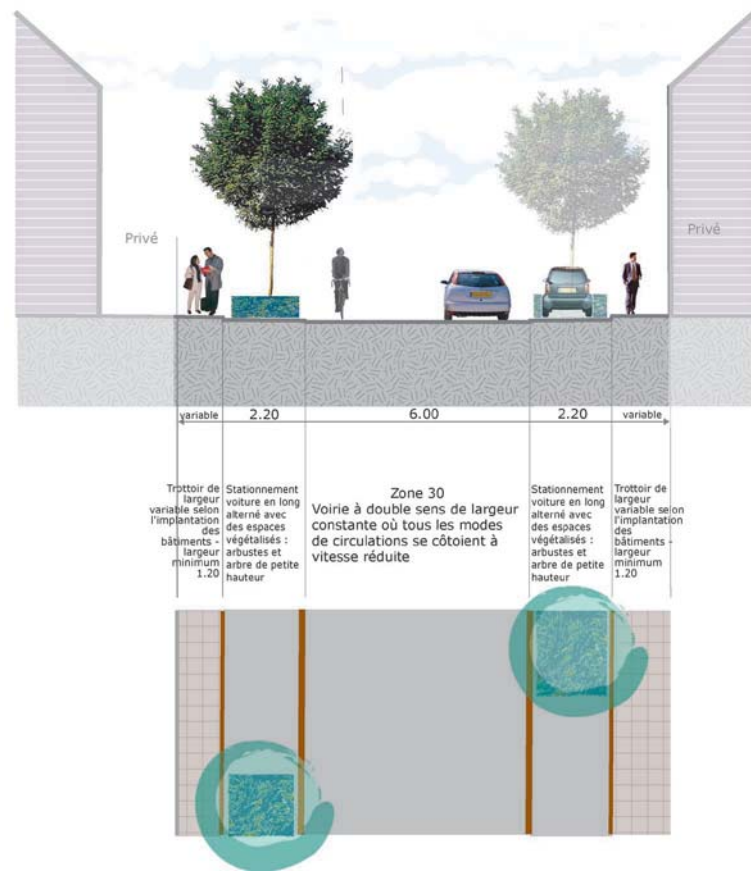 Privé
Privé
variable
2.20
6.00
2.20
variable
Trottoir de
largeur
variable selon
l'implantation
des
bâtiments -
largeur
minimum
1.20
Stationnement
voiture en long
alterné avec
des espaces
végétalisés :
arbustes et
arbre de petite
hauteur
Zone 30
Voirie à double sens de largeur
constante où tous les modes
de circulations se côtoient à
vitesse réduite
Stationnement
voiture en long
alterné avec
des espaces
végétalisés :
arbustes et
arbre de petite
hauteur
Trottoir de
largeur
variable selon
l'implantation
des
bâtiments -
largeur
minimum
1.20